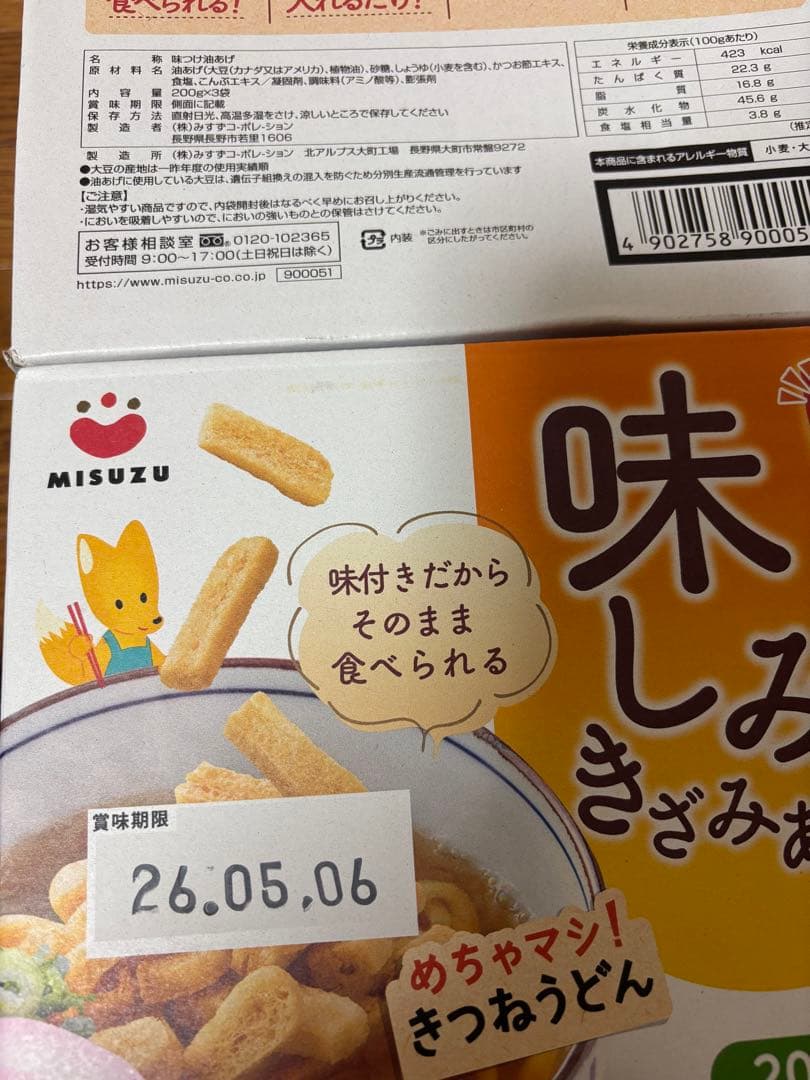 食べられる!
入れるだけ!
名 称 味つけ油あげ
原材料名 油あげ(大豆(カナダ又はアメリカ)、植物油)、砂糖、しょうゆ(小麦を含む)、かつお節エキス、
食塩、こんぶエキス/凝固剤、調味料(アミノ酸等)、膨張剤
内容量 200g×3袋
賞味期限 側面に記載
保存方法 直射日光、高温多湿をさけ、涼しいところで保存してください
製造者 (株)みすずコーポレーション
長野県長野市若里1606
製造所 (株)みすずコーポレーション 北アルプス大町工場 長野県大町市常盤9272
●大豆の産地は一昨年度の使用実績順
●油あげに使用している大豆は、遺伝子組換えの混入を防ぐため分別生産流通管理を行っています
【ご注意】
・湿気やすい商品ですので、内袋開封後はなるべく早めにお召し上がりください。
・においを吸着しやすいので、においの強いものとの保管はさけてください。
お客様相談室 0120-102365
受付時間 9:00~17:00(土日祝日は除く)
https://www.misuzu-co.co.jp 900051
プラ 内装 ※ごみに出すときは市区町村の
区分にしたがってください。
栄養成分表示(100gあたり)
エネルギー 423 kcal
たんぱく質 22.3 g
脂質 16.8 g
炭水化物 45.6 g
食塩相当量 3.8 g
本商品に含まれるアレルギー物質 小麦・大
4 902758 90005
MISUZU
味付きだから
そのまま
食べられる
味
しみ
きざみあ
賞味期限
26.05.06
めちゃマシ!
きつねうどん
20